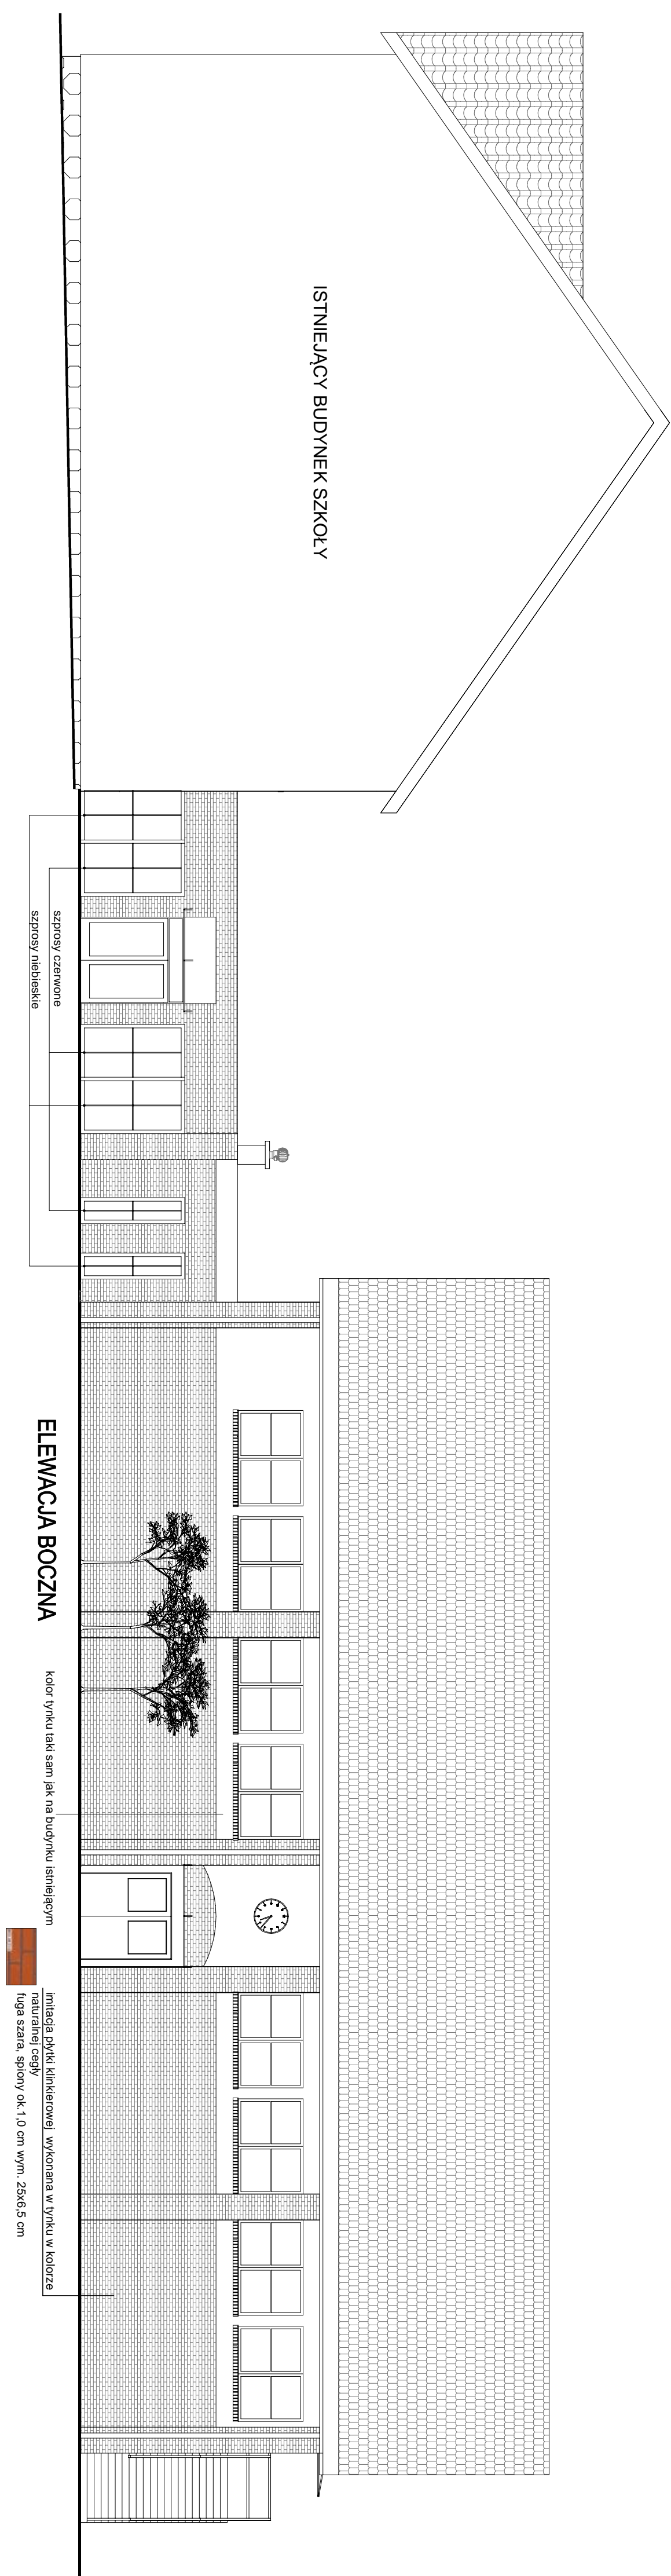 ISTNIEJĄCY BUDYNEK SZKOŁY
szprosy czerwone
szprosy niebieskie
ELEWACJA BOCZNA
kolor tynku taki sam jak na budynku istniejącym
imitacja płytki klinkierowej wykonana w tynku w kolorze
naturalnej cegły
fuga szara, spiony ok.1,0 cm wym. 25x6,5 cm